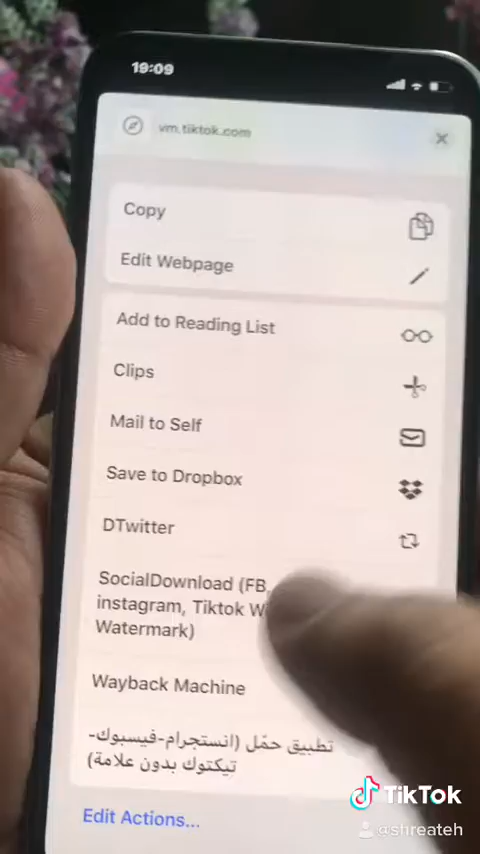 19:09
vm.tiktok.com
Copy
Edit Webpage
Add to Reading List
Clips
Mail to Self
Save to Dropbox
DTwitter
SocialDownload (FB,
instagram, Tiktok W
Watermark)
Wayback Machine
تطبيق حمّل (انستجرام-فيسبوك-
تيكتوك بدون علامة)
Edit Actions...
TikTok
@shreateh